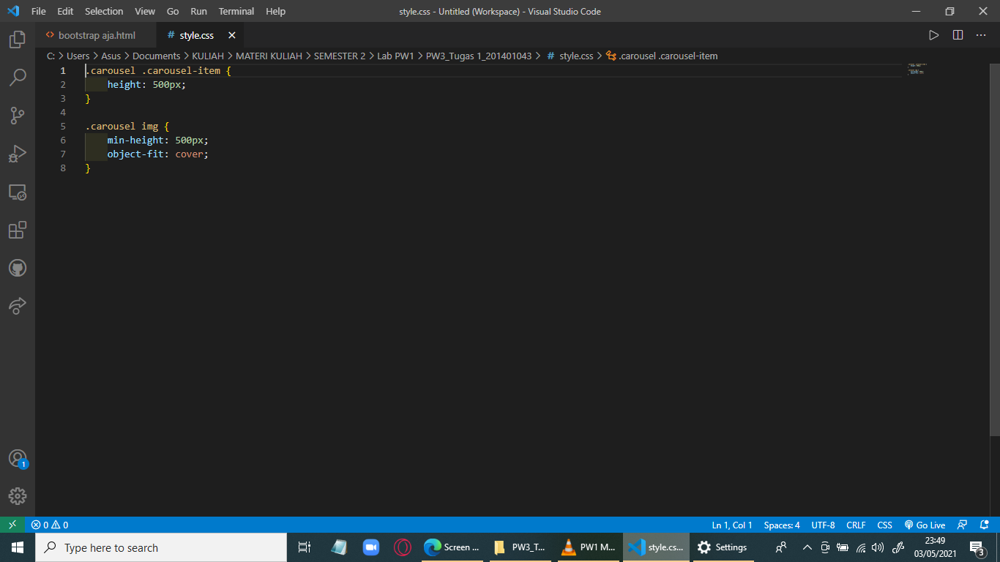 File Edit Selection View Go Run Terminal Help style.css - Untitled (Workspace) - Visual Studio Code
bootstrap aja.html # style.css
C: > Users > Asus > Documents > KULIAH > MATERI KULIAH > SEMESTER 2 > Lab PW1 > PW3_Tugas 1_201401043 > # style.css > .carousel .carousel-item
1 .carousel .carousel-item {
2 height: 500px;
3 }
4
5 .carousel img {
6 min-height: 500px;
7 object-fit: cover;
8 }
1
0 0 Ln 1, Col 1 Spaces: 4 UTF-8 CRLF CSS Go Live
Type here to search Screen ... PW3_T... PW1 M... style.cs... Settings 23:49
03/05/2021 3